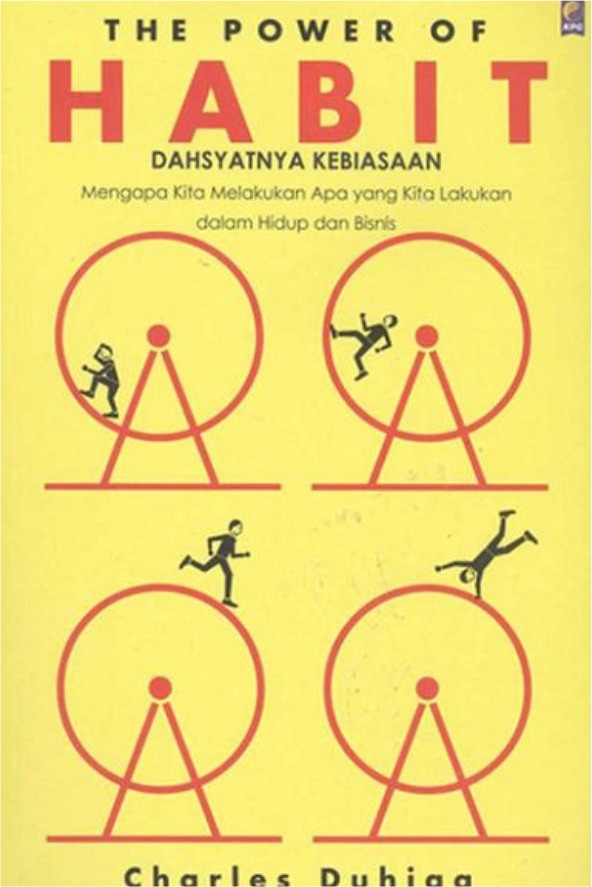 THE POWER OF
HABIT
DAHSYATNYA KEBIASAAN
Mengapa Kita Melakukan Apa yang Kita Lakukan
dalam Hidup dan Bisnis
Charles Duhigg
KPG